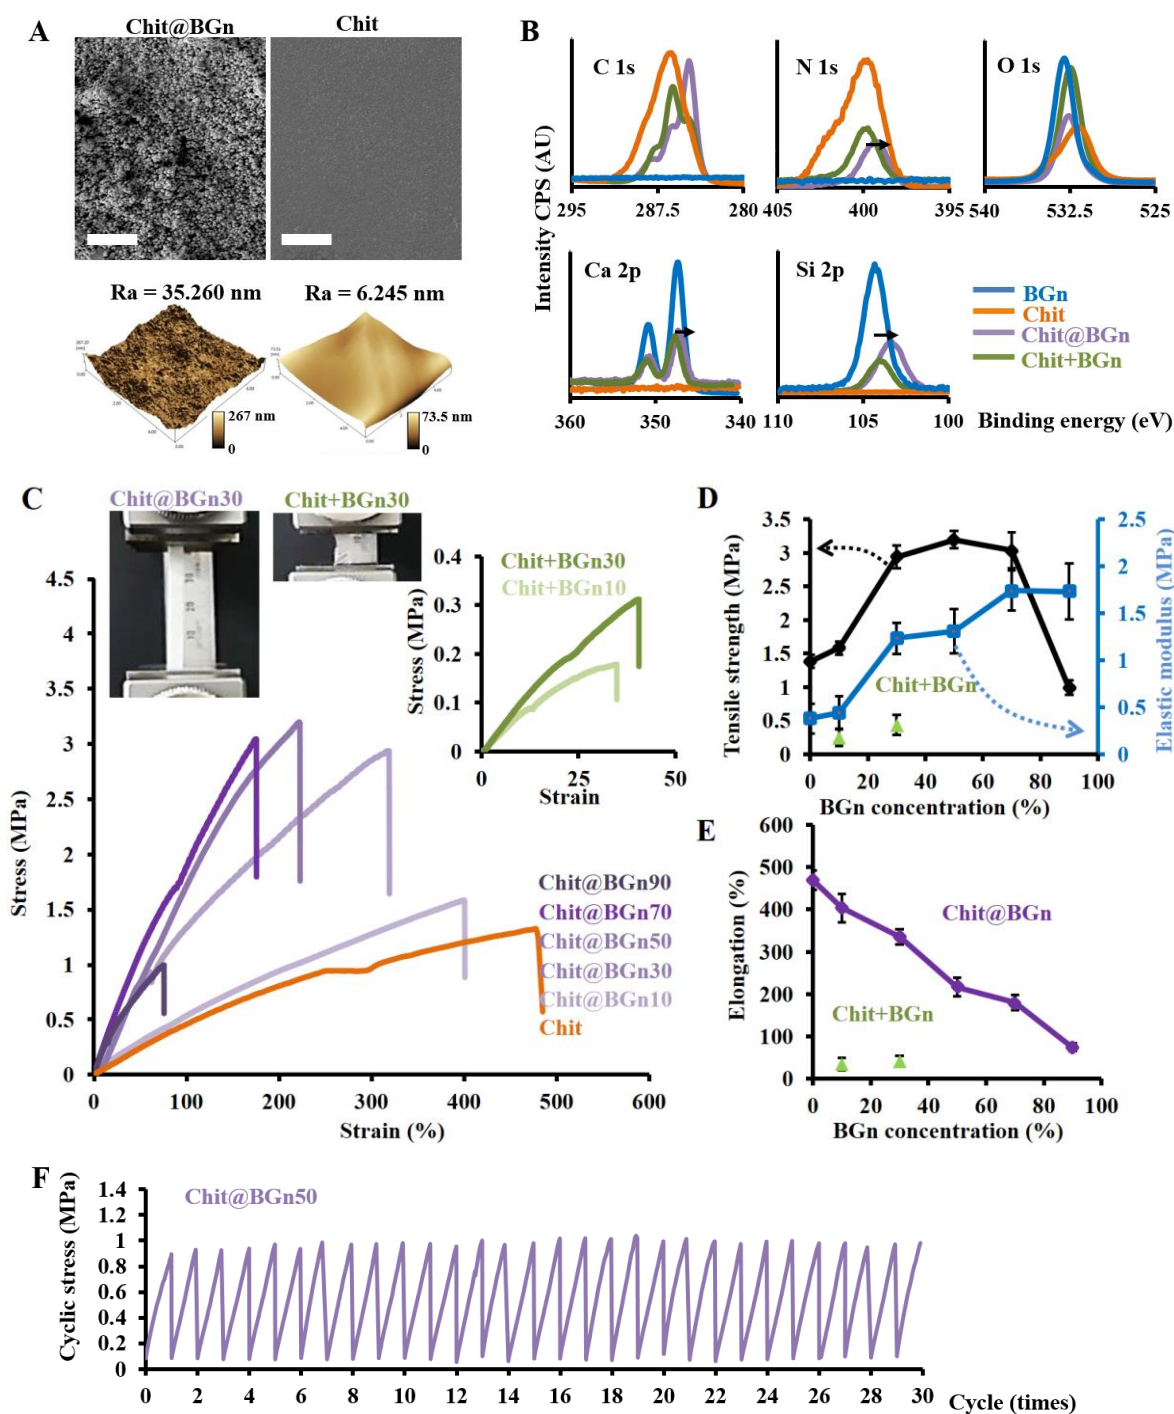 A
Chit@BGn
Chit
Ra = 35.260 nm
Ra = 6.245 nm
267 nm
0
73.5 nm
0
B
Intensity CPS (AU)
C 1s
295 287.5 280
N 1s
405 400 395
O 1s
540 532.5 525
Ca 2p
360 350 340
Si 2p
110 105 100
Binding energy (eV)
BGn
Chit
Chit@BGn
Chit+BGn
C
Chit@BGn30
Chit+BGn30
Stress (MPa)
4.5
4
3.5
3
2.5
2
1.5
1
0.5
0
0 100 200 300 400 500 600
Strain (%)
Chit+BGn30
Chit+BGn10
Stress (MPa)
0.4
0.3
0.2
0.1
0
0 25 50
Strain
Chit@BGn90
Chit@BGn70
Chit@BGn50
Chit@BGn30
Chit@BGn10
Chit
D
Tensile strength (MPa)
3.5
3
2.5
2
1.5
1
0.5
0
Chit+BGn
2.5
2
1.5
1
0.5
0
Elastic modulus (MPa)
0 20 40 60 80 100
BGn concentration (%)
E
Elongation (%)
600
500
400
300
200
100
0
Chit@BGn
Chit+BGn
0 20 40 60 80 100
BGn concentration (%)
F
Cyclic stress (MPa)
1.4
1.2
1
0.8
0.6
0.4
0.2
0
Chit@BGn50
0 2 4 6 8 10 12 14 16 18 20 22 24 26 28 30
Cycle (times)